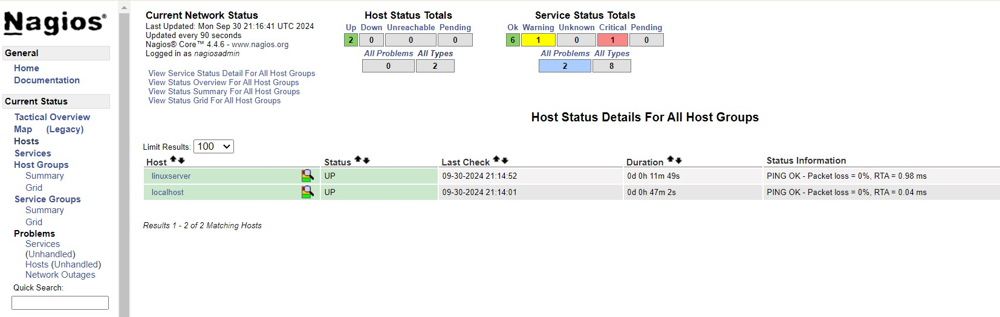 Nagios®
General
Home
Documentation
Current Status
Tactical Overview
Map (Legacy)
Hosts
Services
Host Groups
Summary
Grid
Service Groups
Summary
Grid
Problems
Services
(Unhandled)
Hosts (Unhandled)
Network Outages
Quick Search:
Current Network Status
Last Updated: Mon Sep 30 21:16:41 UTC 2024
Updated every 90 seconds
Nagios® Core™ 4.4.6 - www.nagios.org
Logged in as nagiosadmin
View Service Status Detail For All Host Groups
View Status Overview For All Host Groups
View Status Summary For All Host Groups
View Status Grid For All Host Groups
Host Status Totals
Up Down Unreachable Pending
2 0 0 0
All Problems All Types
0 2
Service Status Totals
Ok Warning Unknown Critical Pending
6 1 0 1 0
All Problems All Types
2 8
Host Status Details For All Host Groups
Limit Results: 100
Host Status Last Check Duration Status Information
linuxserver UP 09-30-2024 21:14:52 0d 0h 11m 49s PING OK - Packet loss = 0%, RTA = 0.98 ms
localhost UP 09-30-2024 21:14:01 0d 0h 47m 2s PING OK - Packet loss = 0%, RTA = 0.04 ms
Results 1 - 2 of 2 Matching Hosts